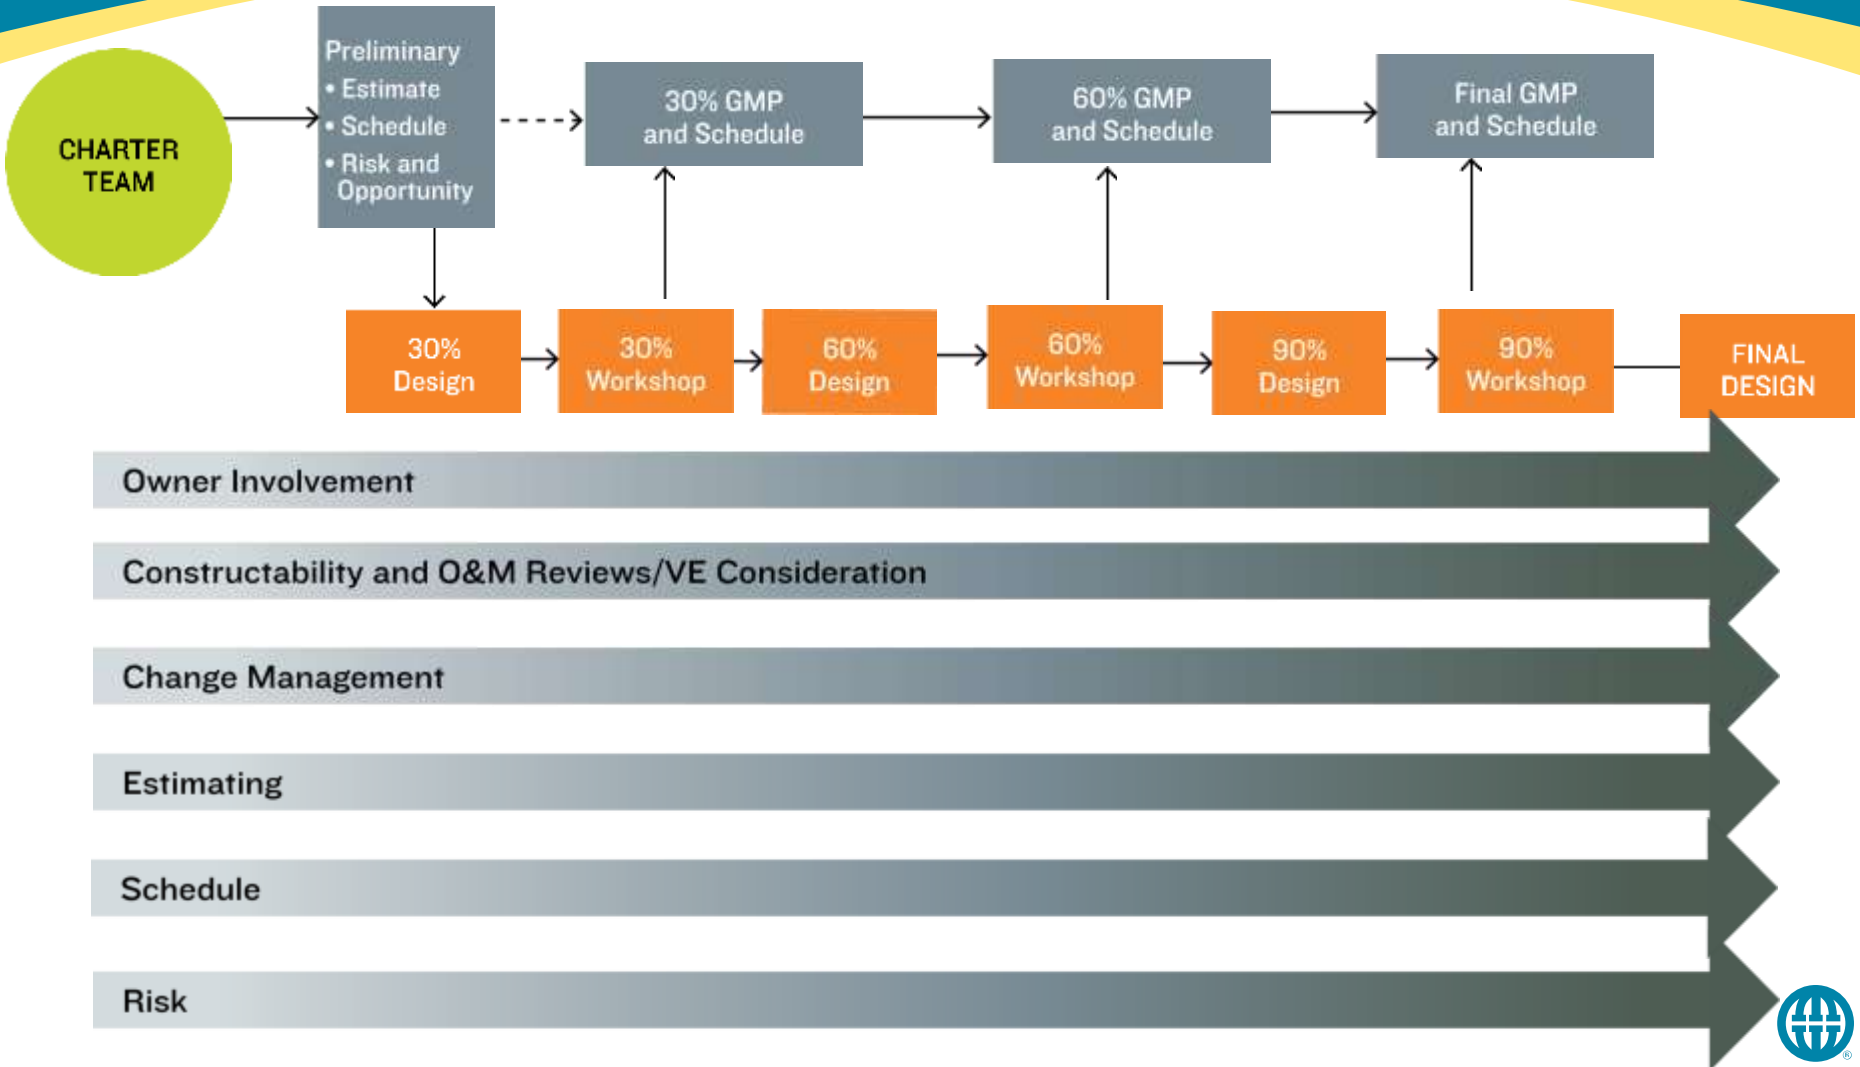 CHARTER
TEAM
Preliminary
• Estimate
• Schedule
• Risk and
Opportunity
30% GMP
and Schedule
60% GMP
and Schedule
Final GMP
and Schedule
30%
Design
30%
Workshop
60%
Design
60%
Workshop
90%
Design
90%
Workshop
FINAL
DESIGN
Owner Involvement
Constructability and O&M Reviews/VE Consideration
Change Management
Estimating
Schedule
Risk
®